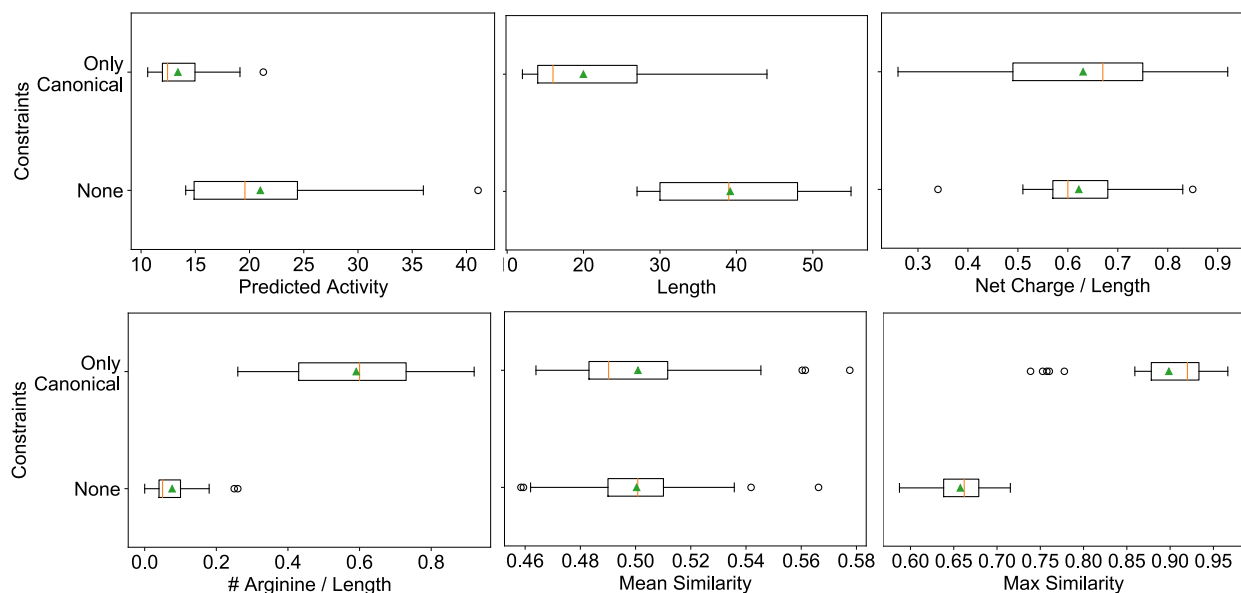 Constraints
Only
Canonical
None
10 15 20 25 30 35 40
Predicted Activity
10 20 30 40 50
Length
0.3 0.4 0.5 0.6 0.7 0.8 0.9
Net Charge / Length
Constraints
Only
Canonical
None
0.0 0.2 0.4 0.6 0.8
# Arginine / Length
0.46 0.48 0.50 0.52 0.54 0.56 0.58
Mean Similarity
0.60 0.65 0.70 0.75 0.80 0.85 0.90 0.95
Max Similarity